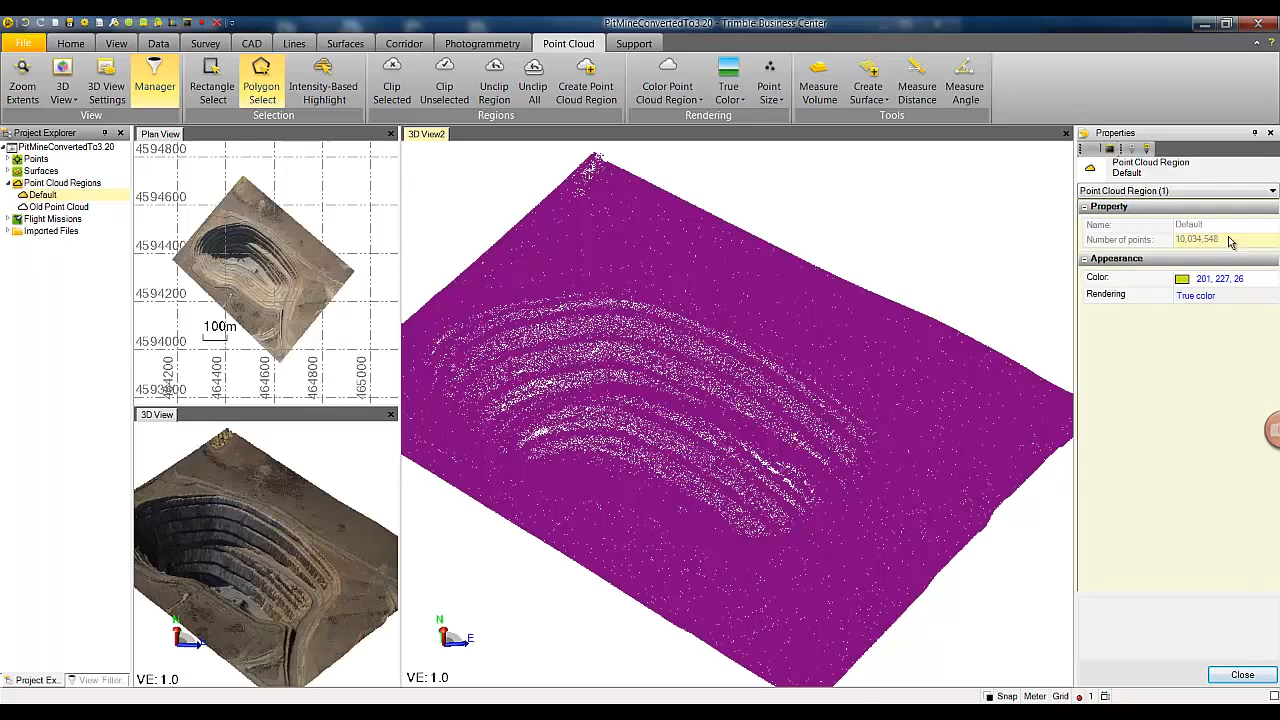 PitMineConvertedTo3.20 - Trimble Business Center
File Home View Data Survey CAD Lines Surfaces Corridor Photogrammetry Point Cloud Support
Zoom Extents
3D View
3D View Settings
Manager
Rectangle Select
Polygon Select
Intensity-Based Highlight
Clip Selected
Clip Unselected
Unclip Region
Unclip All
Create Point Cloud Region
Color Point Cloud Region
True Color
Point Size
Measure Volume
Create Surface
Measure Distance
Measure Angle
View Selection Regions Rendering Tools
Project Explorer
PitMineConvertedTo3.20
Points
Surfaces
Point Cloud Regions
Default
Old Point Cloud
Flight Missions
Imported Files
Project Ex... View Filter...
Plan View
4594800
4594600
4594400
4594200
4594000
100m
464200
464400
464600
464800
465000
3D View
N
E
VE: 1.0
3D View2
N
E
VE: 1.0
Properties
Point Cloud Region
Default
Point Cloud Region (1)
Property
Name: Default
Number of points: 10,034,548
Appearance
Color: 201, 227, 26
Rendering True color
Close
Snap Meter Grid 1